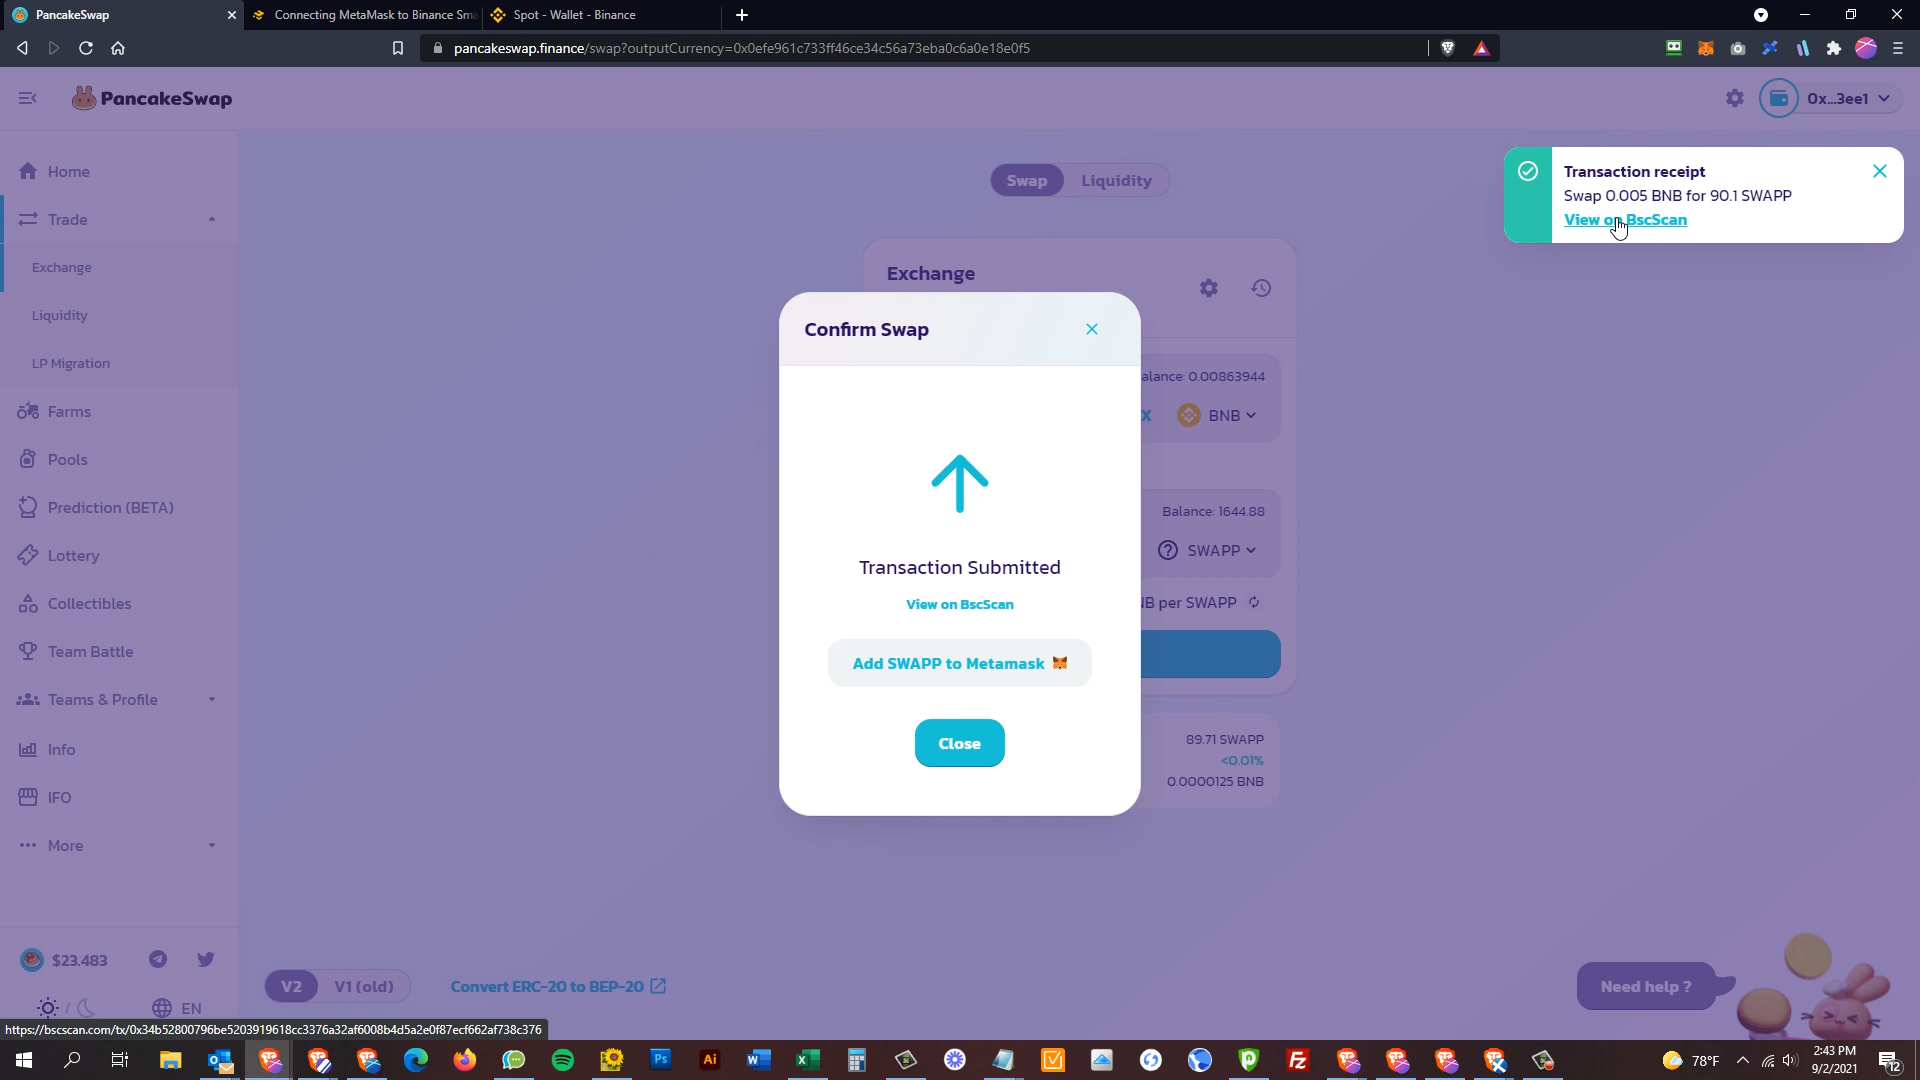 PancakeSwap
Connecting MetaMask to Binance Sma
Spot - Wallet - Binance
pancakeswap.finance/swap?outputCurrency=0x0efe961c733ff46ce34c56a73eba0c6a0e18e0f5
PancakeSwap
0x...3ee1
Home
Trade
Exchange
Liquidity
LP Migration
Farms
Pools
Prediction (BETA)
Lottery
Collectibles
Team Battle
Teams & Profile
Info
IFO
More
$23.483
EN
Swap
Liquidity
Exchange
alance: 0.00863944
BNB
Balance: 1644.88
SWAPP
NB per SWAPP
89.71 SWAPP
<0.01%
0.0000125 BNB
Confirm Swap
Transaction Submitted
View on BscScan
Add SWAPP to Metamask
Close
Transaction receipt
Swap 0.005 BNB for 90.1 SWAPP
View on BscScan
V2
V1 (old)
Convert ERC-20 to BEP-20
Need help ?
https://bscscan.com/tx/0x34b52800796be5203919618cc3376a32af6008b4d5a2e0f87ecf662af738c376
Ps
Ai
78°F
2:43 PM
9/2/2021
12